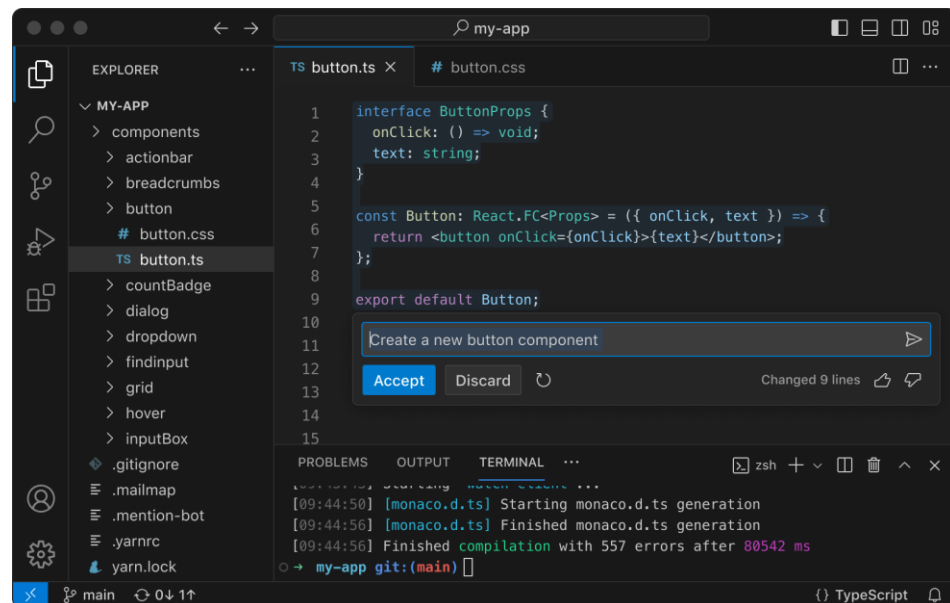 my-app
EXPLORER ...
MY-APP
components
actionbar
breadcrumbs
button
# button.css
TS button.ts
countBadge
dialog
dropdown
findinput
grid
hover
inputBox
.gitignore
.mailmap
.mention-bot
.yarnrc
yarn.lock
TS button.ts ×
# button.css
...
1 interface ButtonProps {
2 onClick: () => void;
3 text: string;
4 }
5
6 const Button: React.FC<Props> = ({ onClick, text }) => {
7 return <button onClick={onClick}>{text}</button>;
8 };
9
10 export default Button;
11
12
13
14
15
Create a new button component
Accept Discard Changed 9 lines
PROBLEMS OUTPUT TERMINAL ... zsh
[09:44:50] [monaco.d.ts] Starting monaco.d.ts generation
[09:44:56] [monaco.d.ts] Finished monaco.d.ts generation
[09:44:56] Finished compilation with 557 errors after 80542 ms
→ my-app git:(main)
main 0↓ 1↑ {} TypeScript